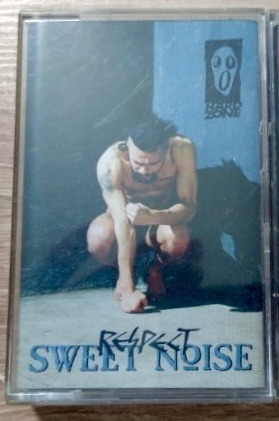 HARD
ZONE
RESPECT
SWEET NOISE